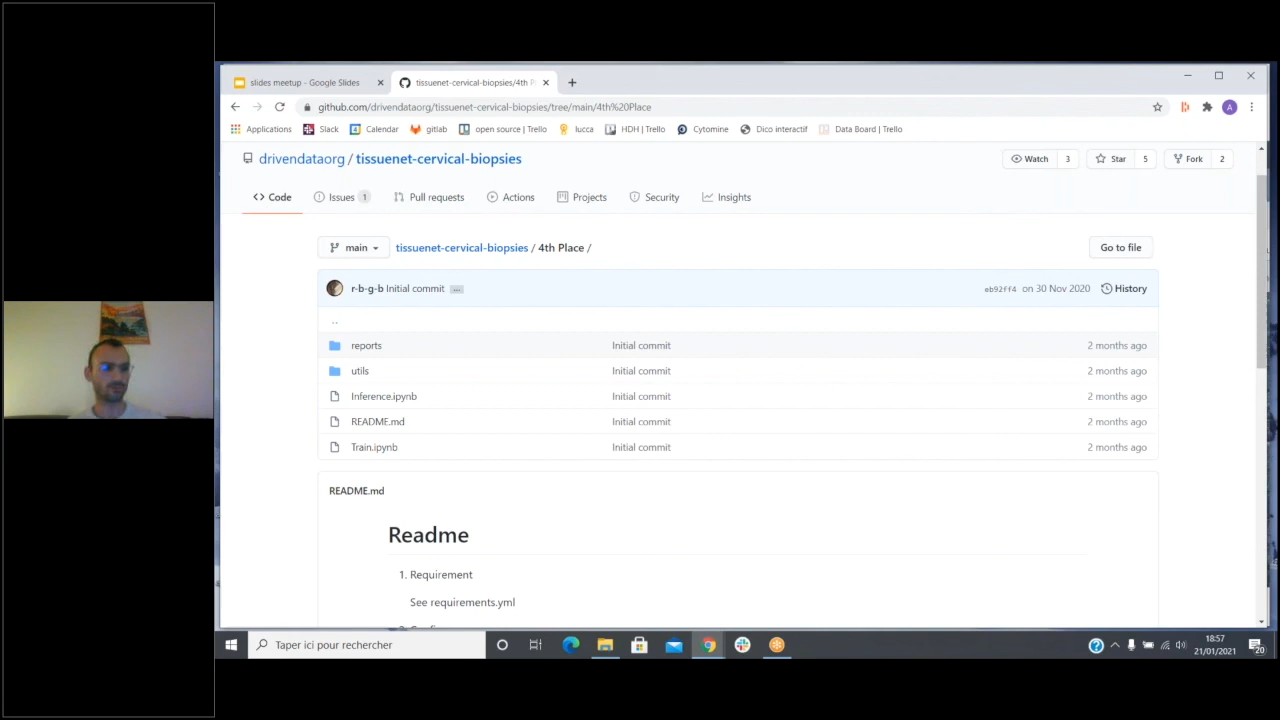 slides meetup - Google Slides
tissuenet-cervical-biopsies/4th P
github.com/drivendataorg/tissuenet-cervical-biopsies/tree/main/4th%20Place
A
Applications Slack Calendar gitlab open source | Trello lucca HDH | Trello Cytomine Dico interactif Data Board | Trello
drivendataorg / tissuenet-cervical-biopsies
Watch 3 Star 5 Fork 2
Code Issues 1 Pull requests Actions Projects Security Insights
main tissuenet-cervical-biopsies / 4th Place / Go to file
r-b-g-b Initial commit ... eb92ff4 on 30 Nov 2020 History
..
reports Initial commit 2 months ago
utils Initial commit 2 months ago
Inference.ipynb Initial commit 2 months ago
README.md Initial commit 2 months ago
Train.ipynb Initial commit 2 months ago
README.md
Readme
1. Requirement
See requirements.yml
Taper ici pour rechercher
18:57
21/01/2021
20